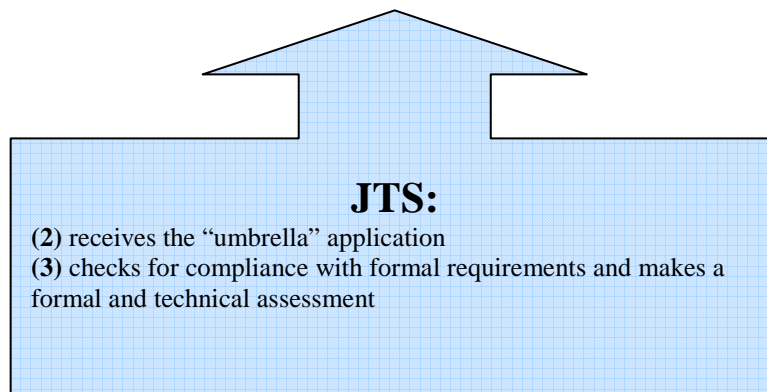 JTS:
(2) receives the “umbrella” application
(3) checks for compliance with formal requirements and makes a
formal and technical assessment